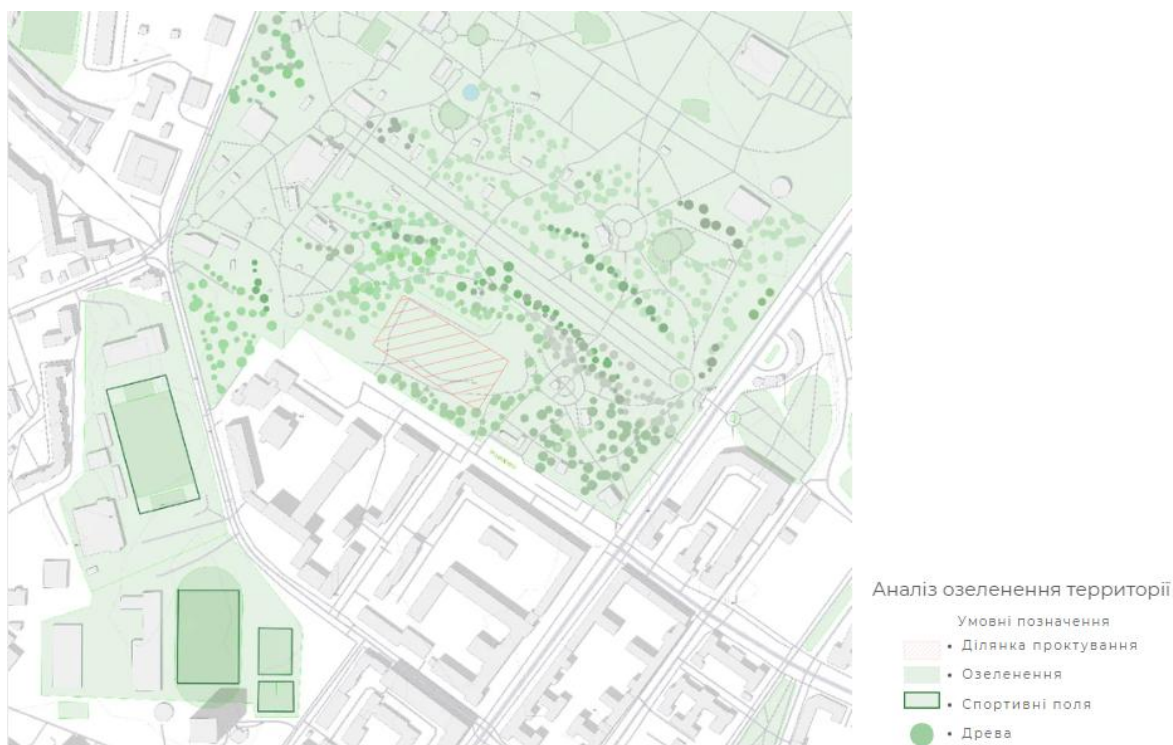 Аналіз озеленення территорії
Умовні позначення
• Ділянка проктування
• Озеленення
• Спортивні поля
• Древа